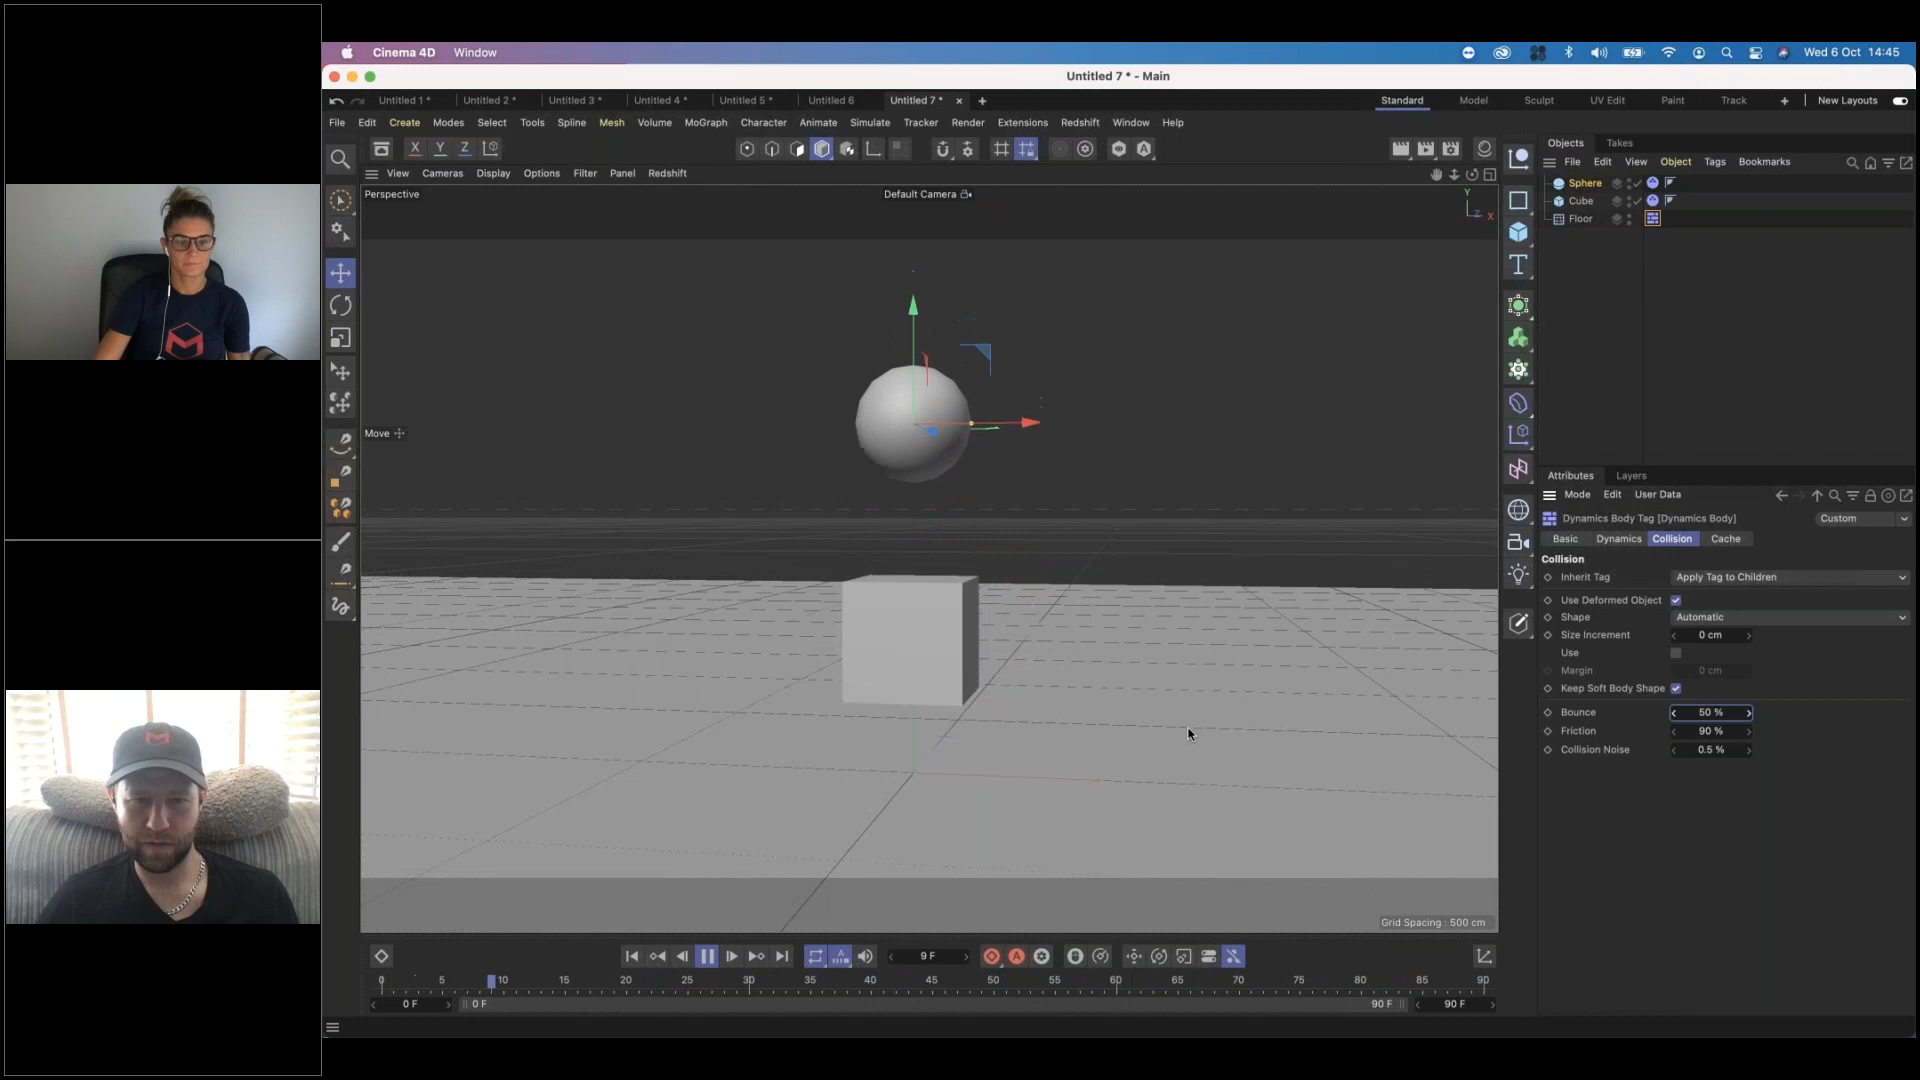 Cinema 4D Window
Wed 6 Oct 14:45
Untitled 7 * - Main
Untitled 1 * Untitled 2 * Untitled 3 * Untitled 4 * Untitled 5 * Untitled 6 Untitled 7 *
Standard Model Sculpt UV Edit Paint Track New Layouts
File Edit Create Modes Select Tools Spline Mesh Volume MoGraph Character Animate Simulate Tracker Render Extensions Redshift Window Help
X Y Z
View Cameras Display Options Filter Panel Redshift
Perspective
Default Camera
Y
Z X
Move
Grid Spacing : 500 cm
Objects Takes
File Edit View Object Tags Bookmarks
Sphere
Cube
Floor
Attributes Layers
Mode Edit User Data
Dynamics Body Tag [Dynamics Body]
Custom
Basic Dynamics Collision Cache
Collision
Inherit Tag Apply Tag to Children
Use Deformed Object
Shape Automatic
Size Increment 0 cm
Use
Margin 0 cm
Keep Soft Body Shape
Bounce 50 %
Friction 90 %
Collision Noise 0.5 %
9 F
0 5 10 15 20 25 30 35 40 45 50 55 60 65 70 75 80 85 90
0 F 0 F 90 F 90 F